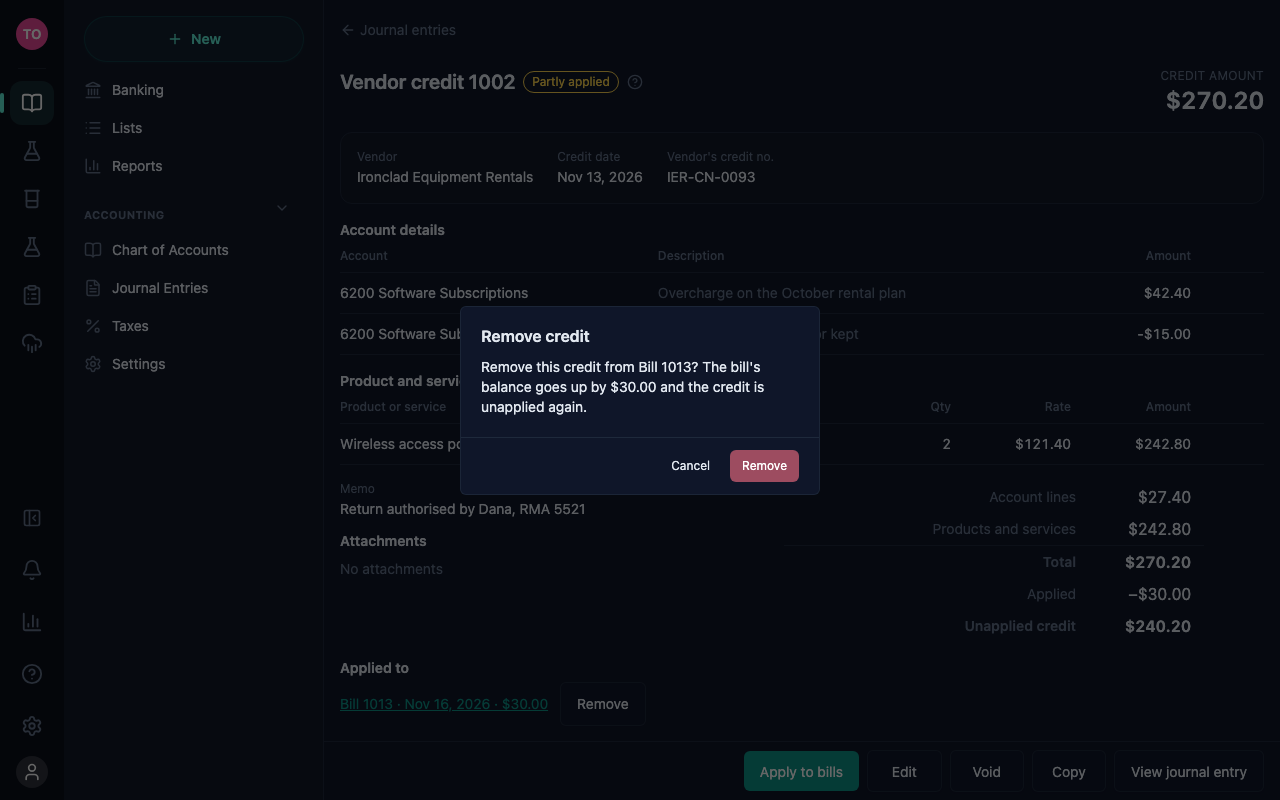 TO
+ New
Banking
Lists
Reports
ACCOUNTING
Chart of Accounts
Journal Entries
Taxes
Settings
← Journal entries
Vendor credit 1002 Partly applied
CREDIT AMOUNT
$270.20
Vendor Credit date Vendor's credit no.
Ironclad Equipment Rentals Nov 13, 2026 IER-CN-0093
Account details
Account Description Amount
6200 Software Subscriptions Overcharge on the October rental plan $42.40
6200 Software kept -$15.00
Remove credit
Remove this credit from Bill 1013? The bill's
balance goes up by $30.00 and the credit is
unapplied again.
Cancel Remove
Product and
Product or service Qty Rate Amount
Wireless access 2 $121.40 $242.80
Memo
Return authorised by Dana, RMA 5521
Attachments
No attachments
Account lines $27.40
Products and services $242.80
Total $270.20
Applied –$30.00
Unapplied credit $240.20
Applied to
Bill 1013 · Nov 16, 2026 · $30.00 Remove
Apply to bills Edit Void Copy View journal entry